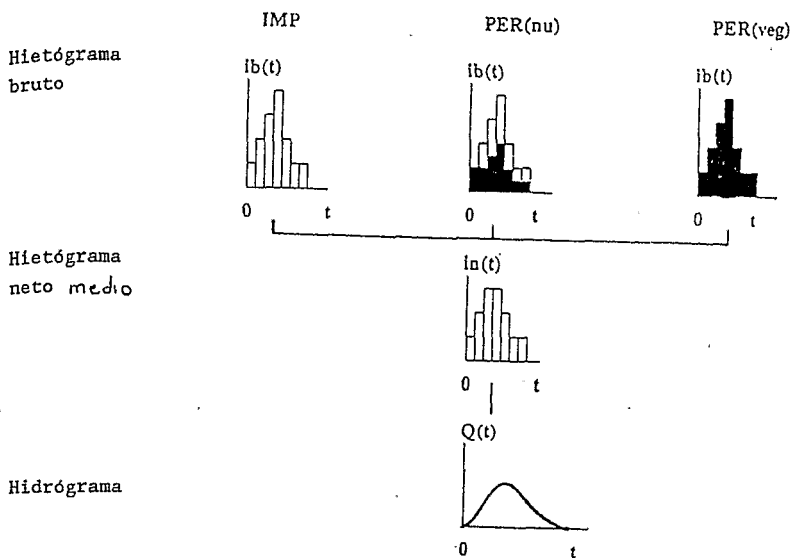 IMP PER(nu) PER(veg)
Hietógrama
bruto
ib(t) ib(t) ib(t)
0 t 0 t 0 t
Hietógrama
neto medio
in(t)
0 t
Q(t)
Hidrógrama
0 t